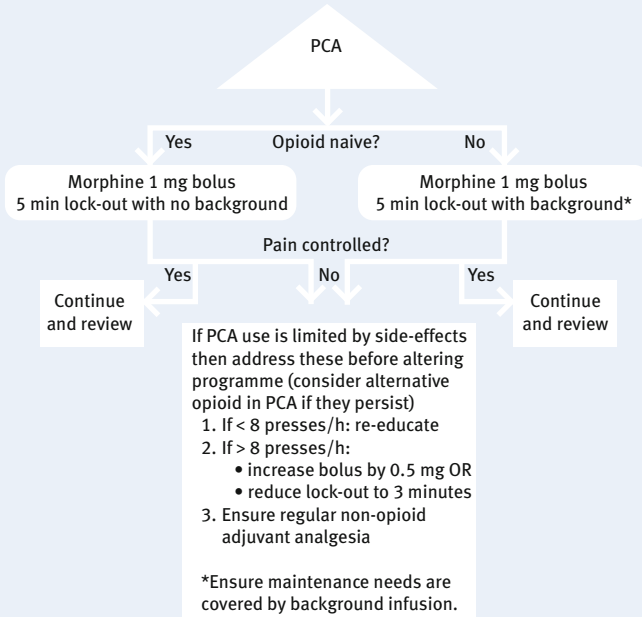 PCA
Yes
Opioid naive?
No
Morphine 1 mg bolus
5 min lock-out with no background
Morphine 1 mg bolus
5 min lock-out with background*
Pain controlled?
Yes
No
Yes
Continue
and review
Continue
and review
If PCA use is limited by side-effects
then address these before altering
programme (consider alternative
opioid in PCA if they persist)
1. If < 8 presses/h: re-educate
2. If > 8 presses/h:
• increase bolus by 0.5 mg OR
• reduce lock-out to 3 minutes
3. Ensure regular non-opioid
adjuvant analgesia
*Ensure maintenance needs are
covered by background infusion.